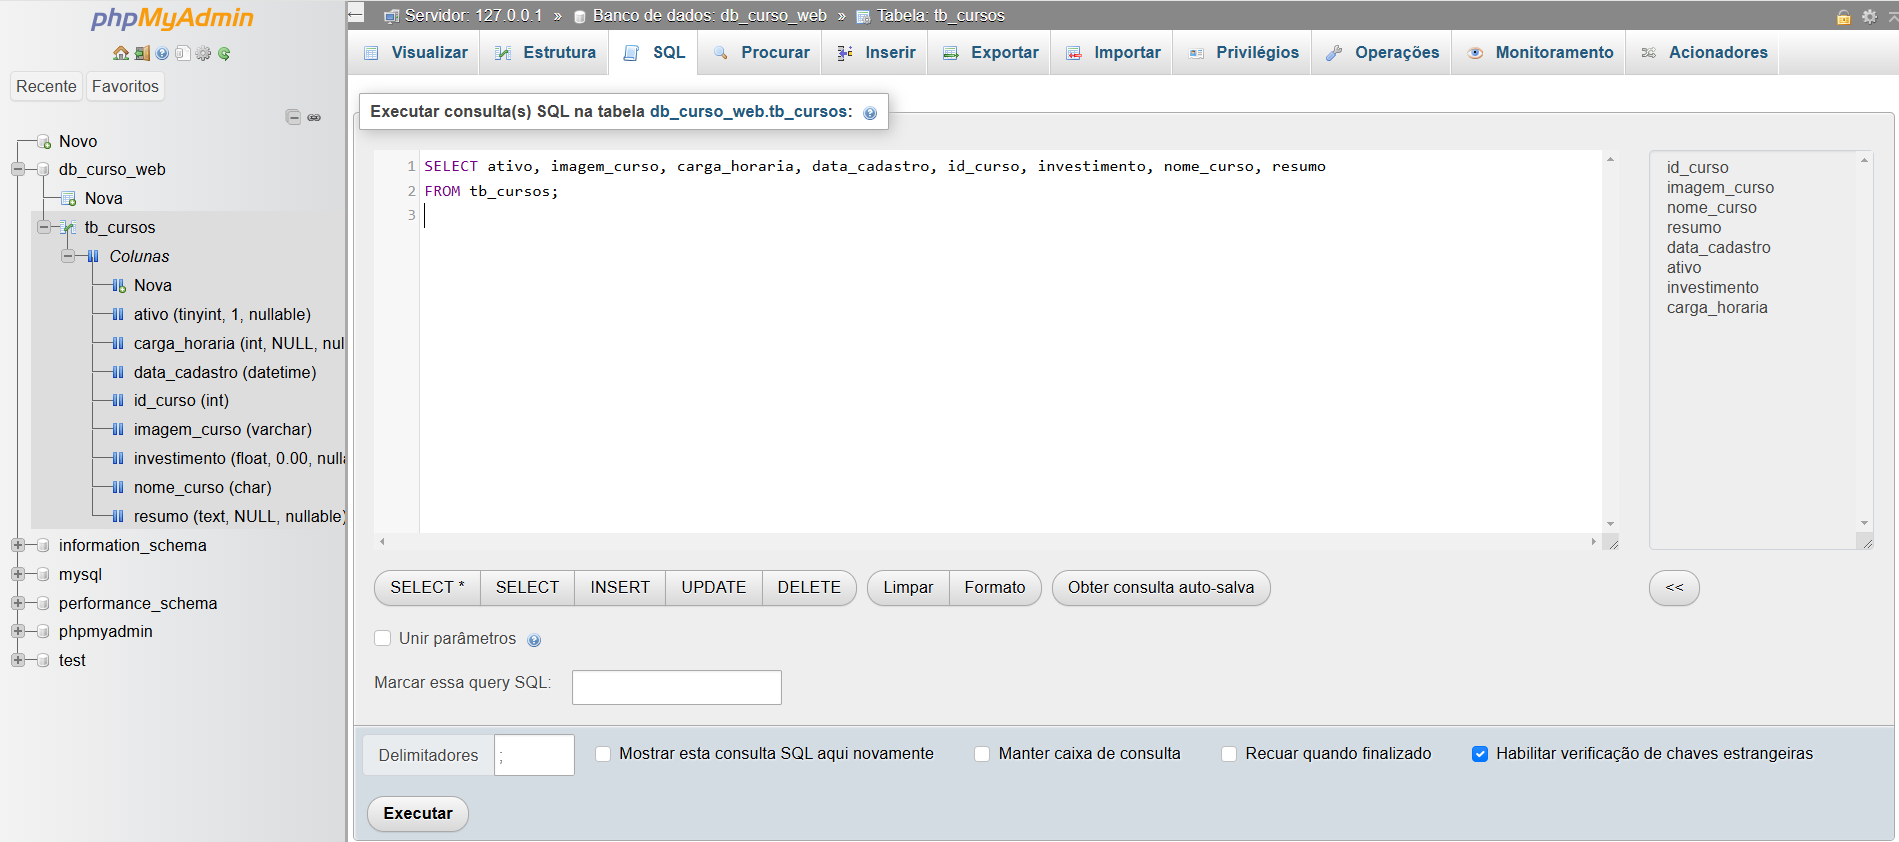 phpMyAdmin
Recente Favoritos
Novo
db_curso_web
Nova
tb_cursos
Colunas
Nova
ativo (tinyint, 1, nullable)
carga_horaria (int, NULL, nul
data_cadastro (datetime)
id_curso (int)
imagem_curso (varchar)
investimento (float, 0.00, nulla
nome_curso (char)
resumo (text, NULL, nullable)
information_schema
mysql
performance_schema
phpmyadmin
test
Servidor: 127.0.0.1 » Banco de dados: db_curso_web » Tabela: tb_cursos
Visualizar Estrutura SQL Procurar Inserir Exportar Importar Privilégios Operações Monitoramento Acionadores
Executar consulta(s) SQL na tabela db_curso_web.tb_cursos:
1 SELECT ativo, imagem_curso, carga_horaria, data_cadastro, id_curso, investimento, nome_curso, resumo
2 FROM tb_cursos;
3
id_curso
imagem_curso
nome_curso
resumo
data_cadastro
ativo
investimento
carga_horaria
SELECT * SELECT INSERT UPDATE DELETE Limpar Formato Obter consulta auto-salva <<
Unir parâmetros
Marcar essa query SQL:
Delimitadores ; Mostrar esta consulta SQL aqui novamente Manter caixa de consulta Recuar quando finalizado Habilitar verificação de chaves estrangeiras
Executar